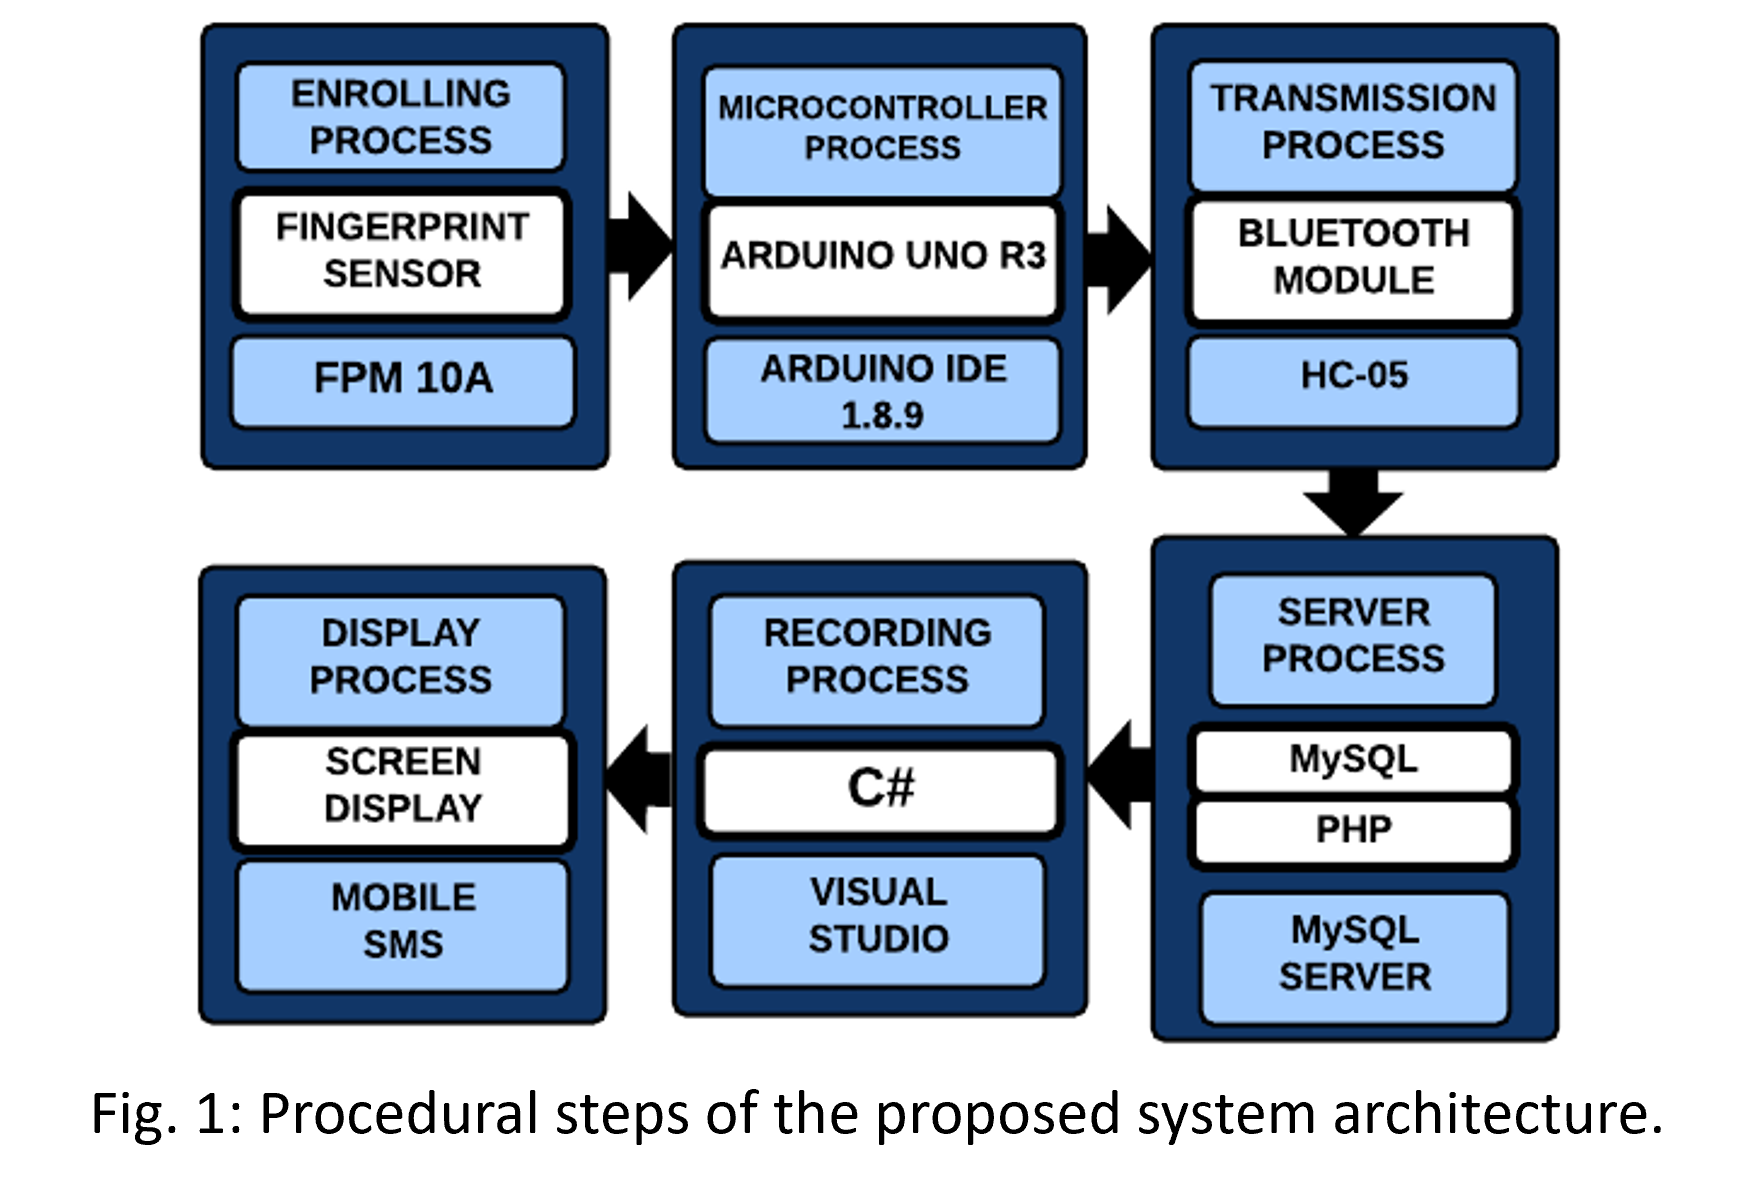 ENROLLING
PROCESS
FINGERPRINT
SENSOR
FPM 10A
MICROCONTROLLER
PROCESS
ARDUINO UNO R3
ARDUINO IDE
1.8.9
TRANSMISSION
PROCESS
BLUETOOTH
MODULE
HC-05
SERVER
PROCESS
MySQL
PHP
MySQL
SERVER
RECORDING
PROCESS
C#
VISUAL
STUDIO
DISPLAY
PROCESS
SCREEN
DISPLAY
MOBILE
SMS
Fig. 1: Procedural steps of the proposed system architecture.